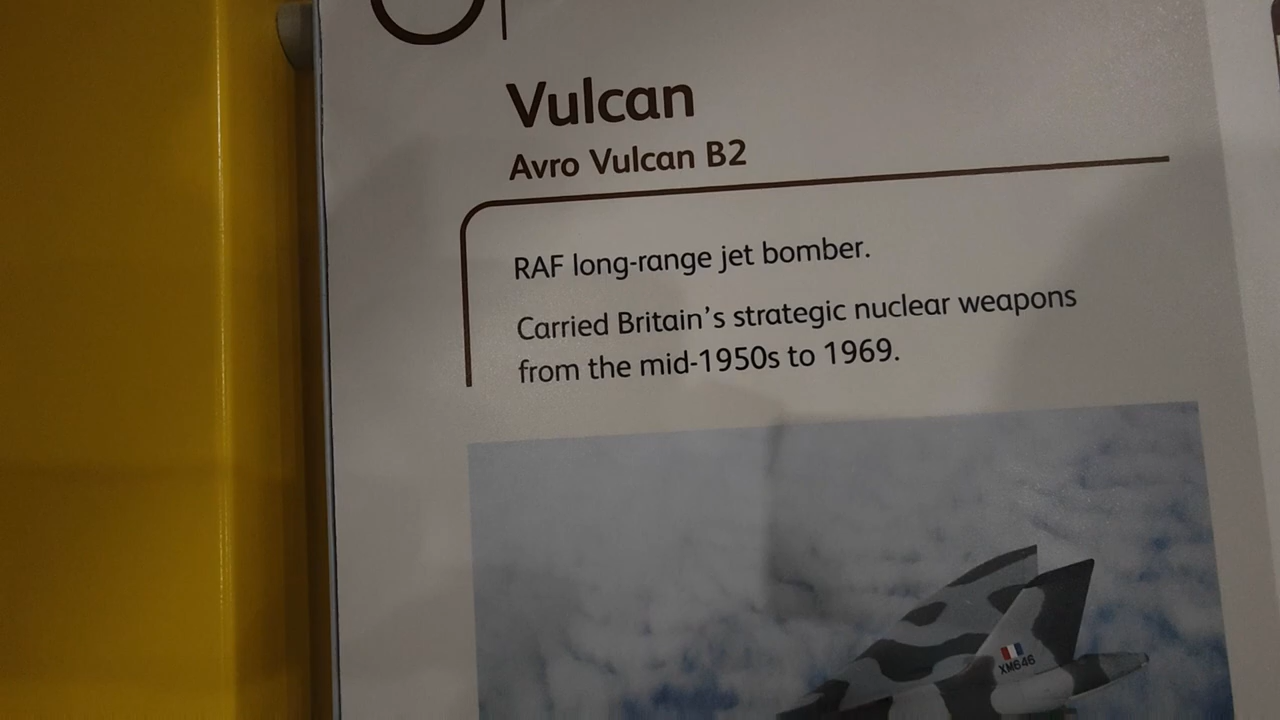 Vulcan
Avro Vulcan B2
RAF long-range jet bomber.
Carried Britain's strategic nuclear weapons
from the mid-1950s to 1969.
XM646